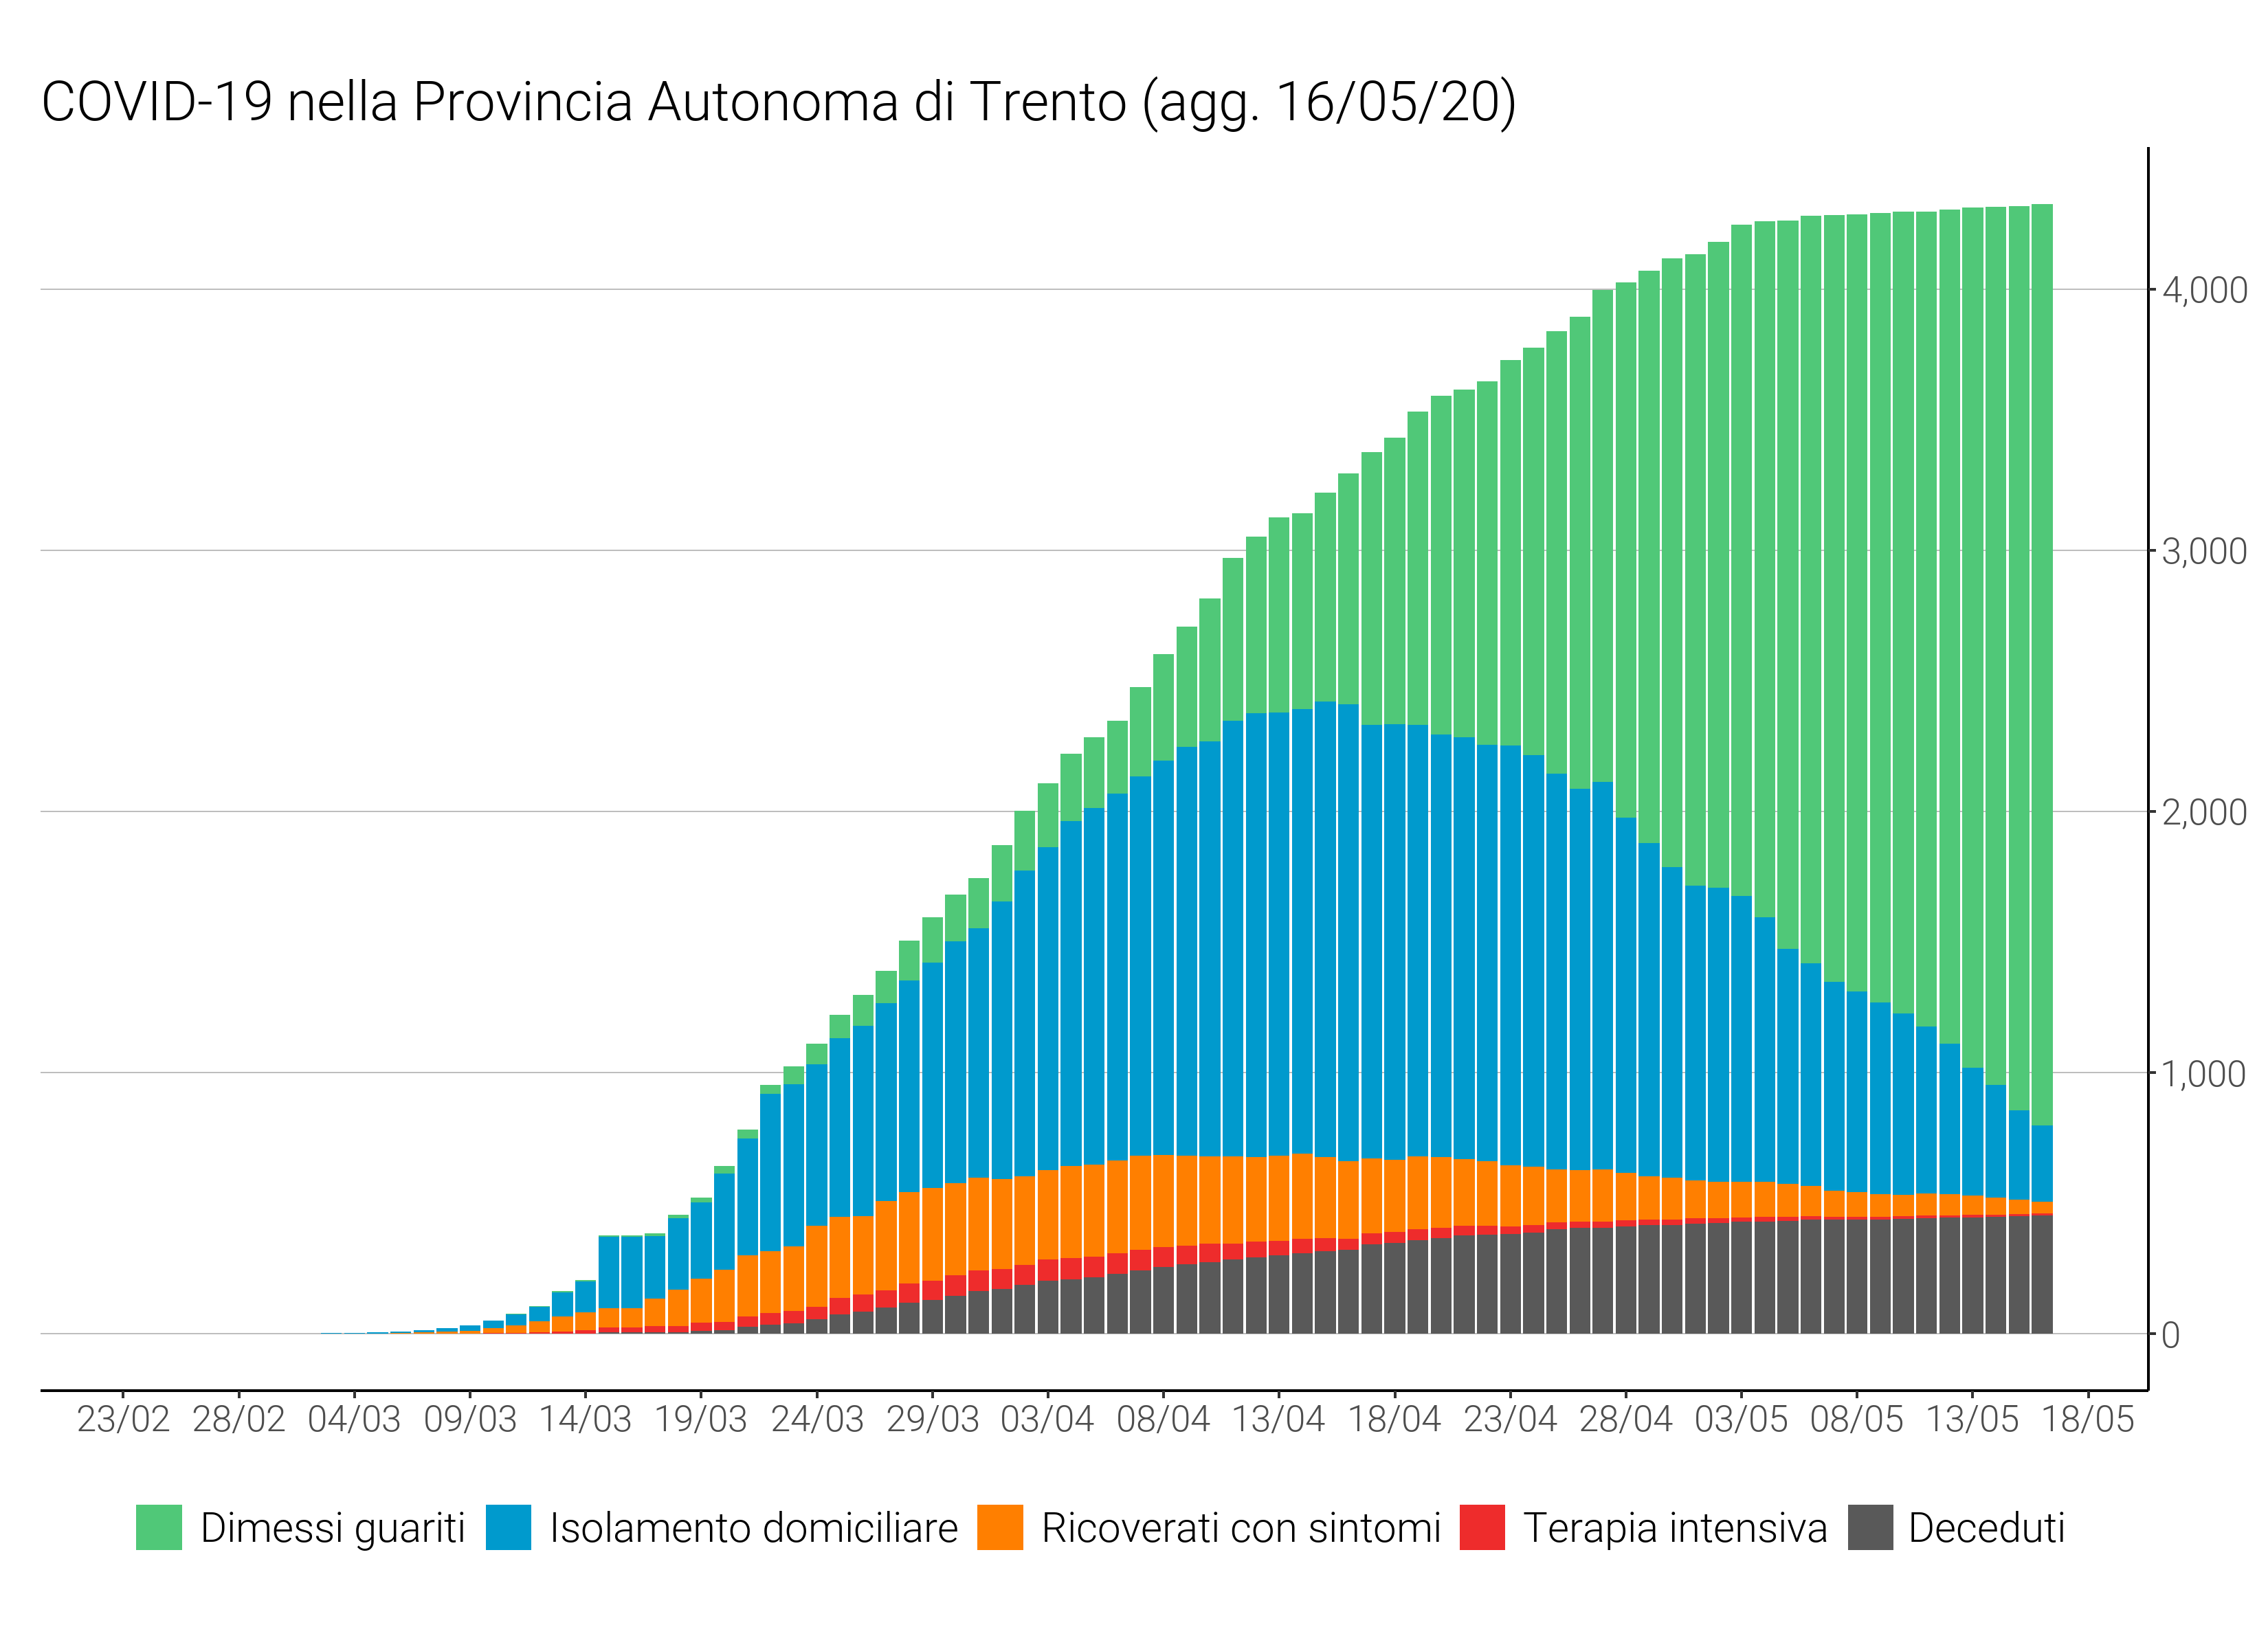 COVID-19 nella Provincia Autonoma di Trento (agg. 16/05/20)
4,000
3,000
2,000
1,000
0
23/02 28/02 04/03 09/03 14/03 19/03 24/03 29/03 03/04 08/04 13/04 18/04 23/04 28/04 03/05 08/05 13/05 18/05
Dimessi guariti Isolamento domiciliare Ricoverati con sintomi Terapia intensiva Deceduti